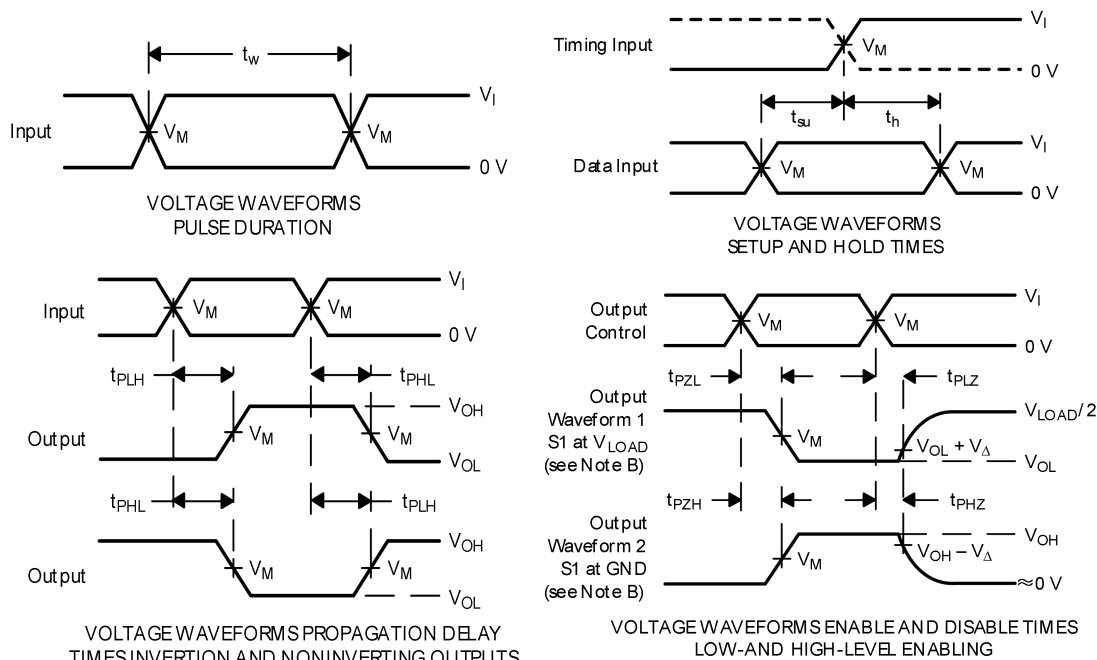 t_w
V_I
Input
V_M
V_M
0 V
VOLTAGE WAVEFORMS
PULSE DURATION
V_I
Timing Input
V_M
0 V
t_su
t_h
V_I
Data Input
V_M
V_M
0 V
VOLTAGE WAVEFORMS
SETUP AND HOLD TIMES
V_I
Input
V_M
V_M
0 V
t_PLH
t_PHL
V_OH
Output
V_M
V_M
V_OL
t_PHL
t_PLH
V_OH
Output
V_M
V_M
V_OL
VOLTAGE WAVEFORMS PROPAGATION DELAY
TIMES INVERTION AND NONINVERTING OUTPUTS
V_I
Output
Control
V_M
V_M
0 V
t_PZL
t_PLZ
Output
Waveform 1
S1 at V_LOAD
(see Note B)
V_M
V_LOAD/2
V_OL + V_Δ
V_OL
t_PZH
t_PHZ
Output
Waveform 2
S1 at GND
(see Note B)
V_M
V_OH
V_OH – V_Δ
≈0 V
VOLTAGE WAVEFORMS ENABLE AND DISABLE TIMES
LOW-AND HIGH-LEVEL ENABLING